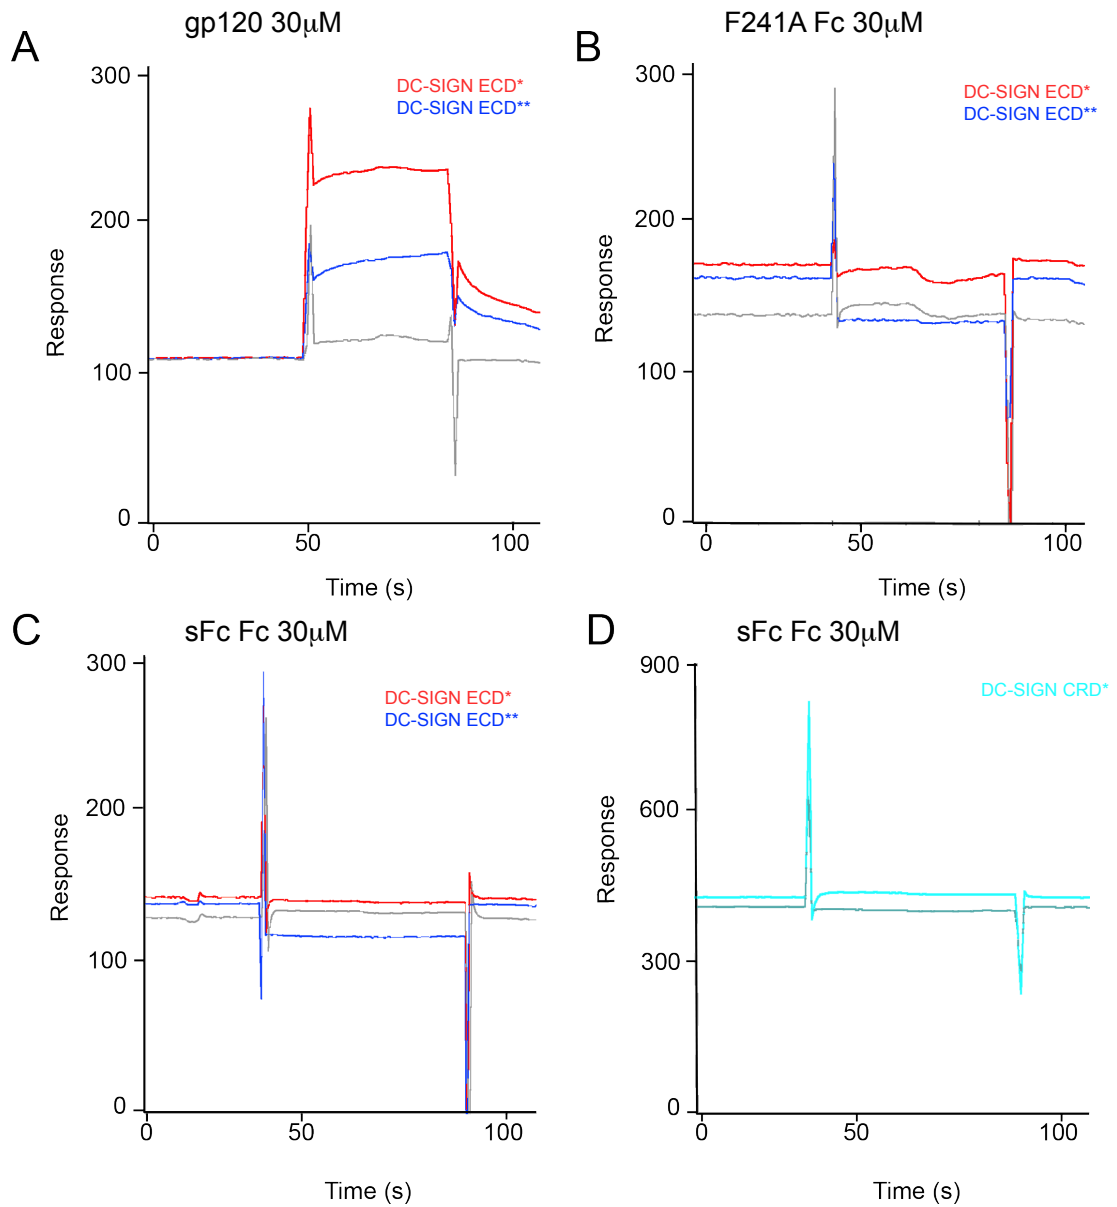 A
gp120 30µM
DC-SIGN ECD*
DC-SIGN ECD**
300
200
100
0
Response
0 50 100
Time (s)
B
F241A Fc 30µM
DC-SIGN ECD*
DC-SIGN ECD**
300
200
100
0
Response
0 50 100
Time (s)
C
sFc Fc 30µM
DC-SIGN ECD*
DC-SIGN ECD**
300
200
100
0
Response
0 50 100
Time (s)
D
sFc Fc 30µM
DC-SIGN CRD*
900
600
300
0
Response
0 50 100
Time (s)